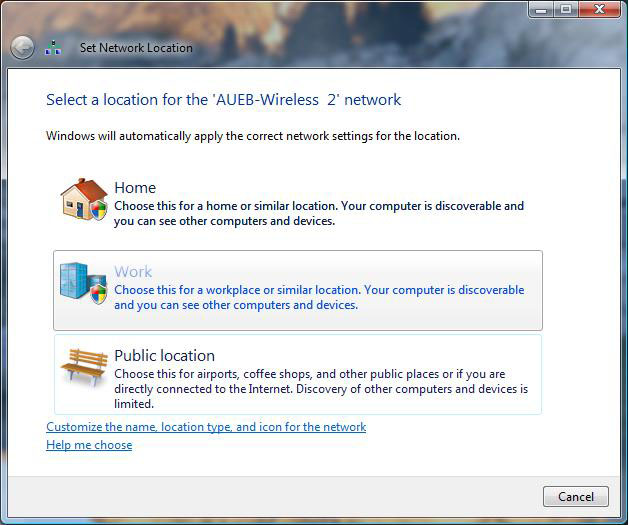 Set Network Location
Select a location for the 'AUEB-Wireless  2' network
Windows will automatically apply the correct network settings for the location.
Home
Choose this for a home or similar location. Your computer is discoverable and
you can see other computers and devices.
Work
Choose this for a workplace or similar location. Your computer is discoverable
and you can see other computers and devices.
Public location
Choose this for airports, coffee shops, and other public places or if you are
directly connected to the Internet. Discovery of other computers and devices is
limited.
Customize the name, location type, and icon for the network
Help me choose
Cancel